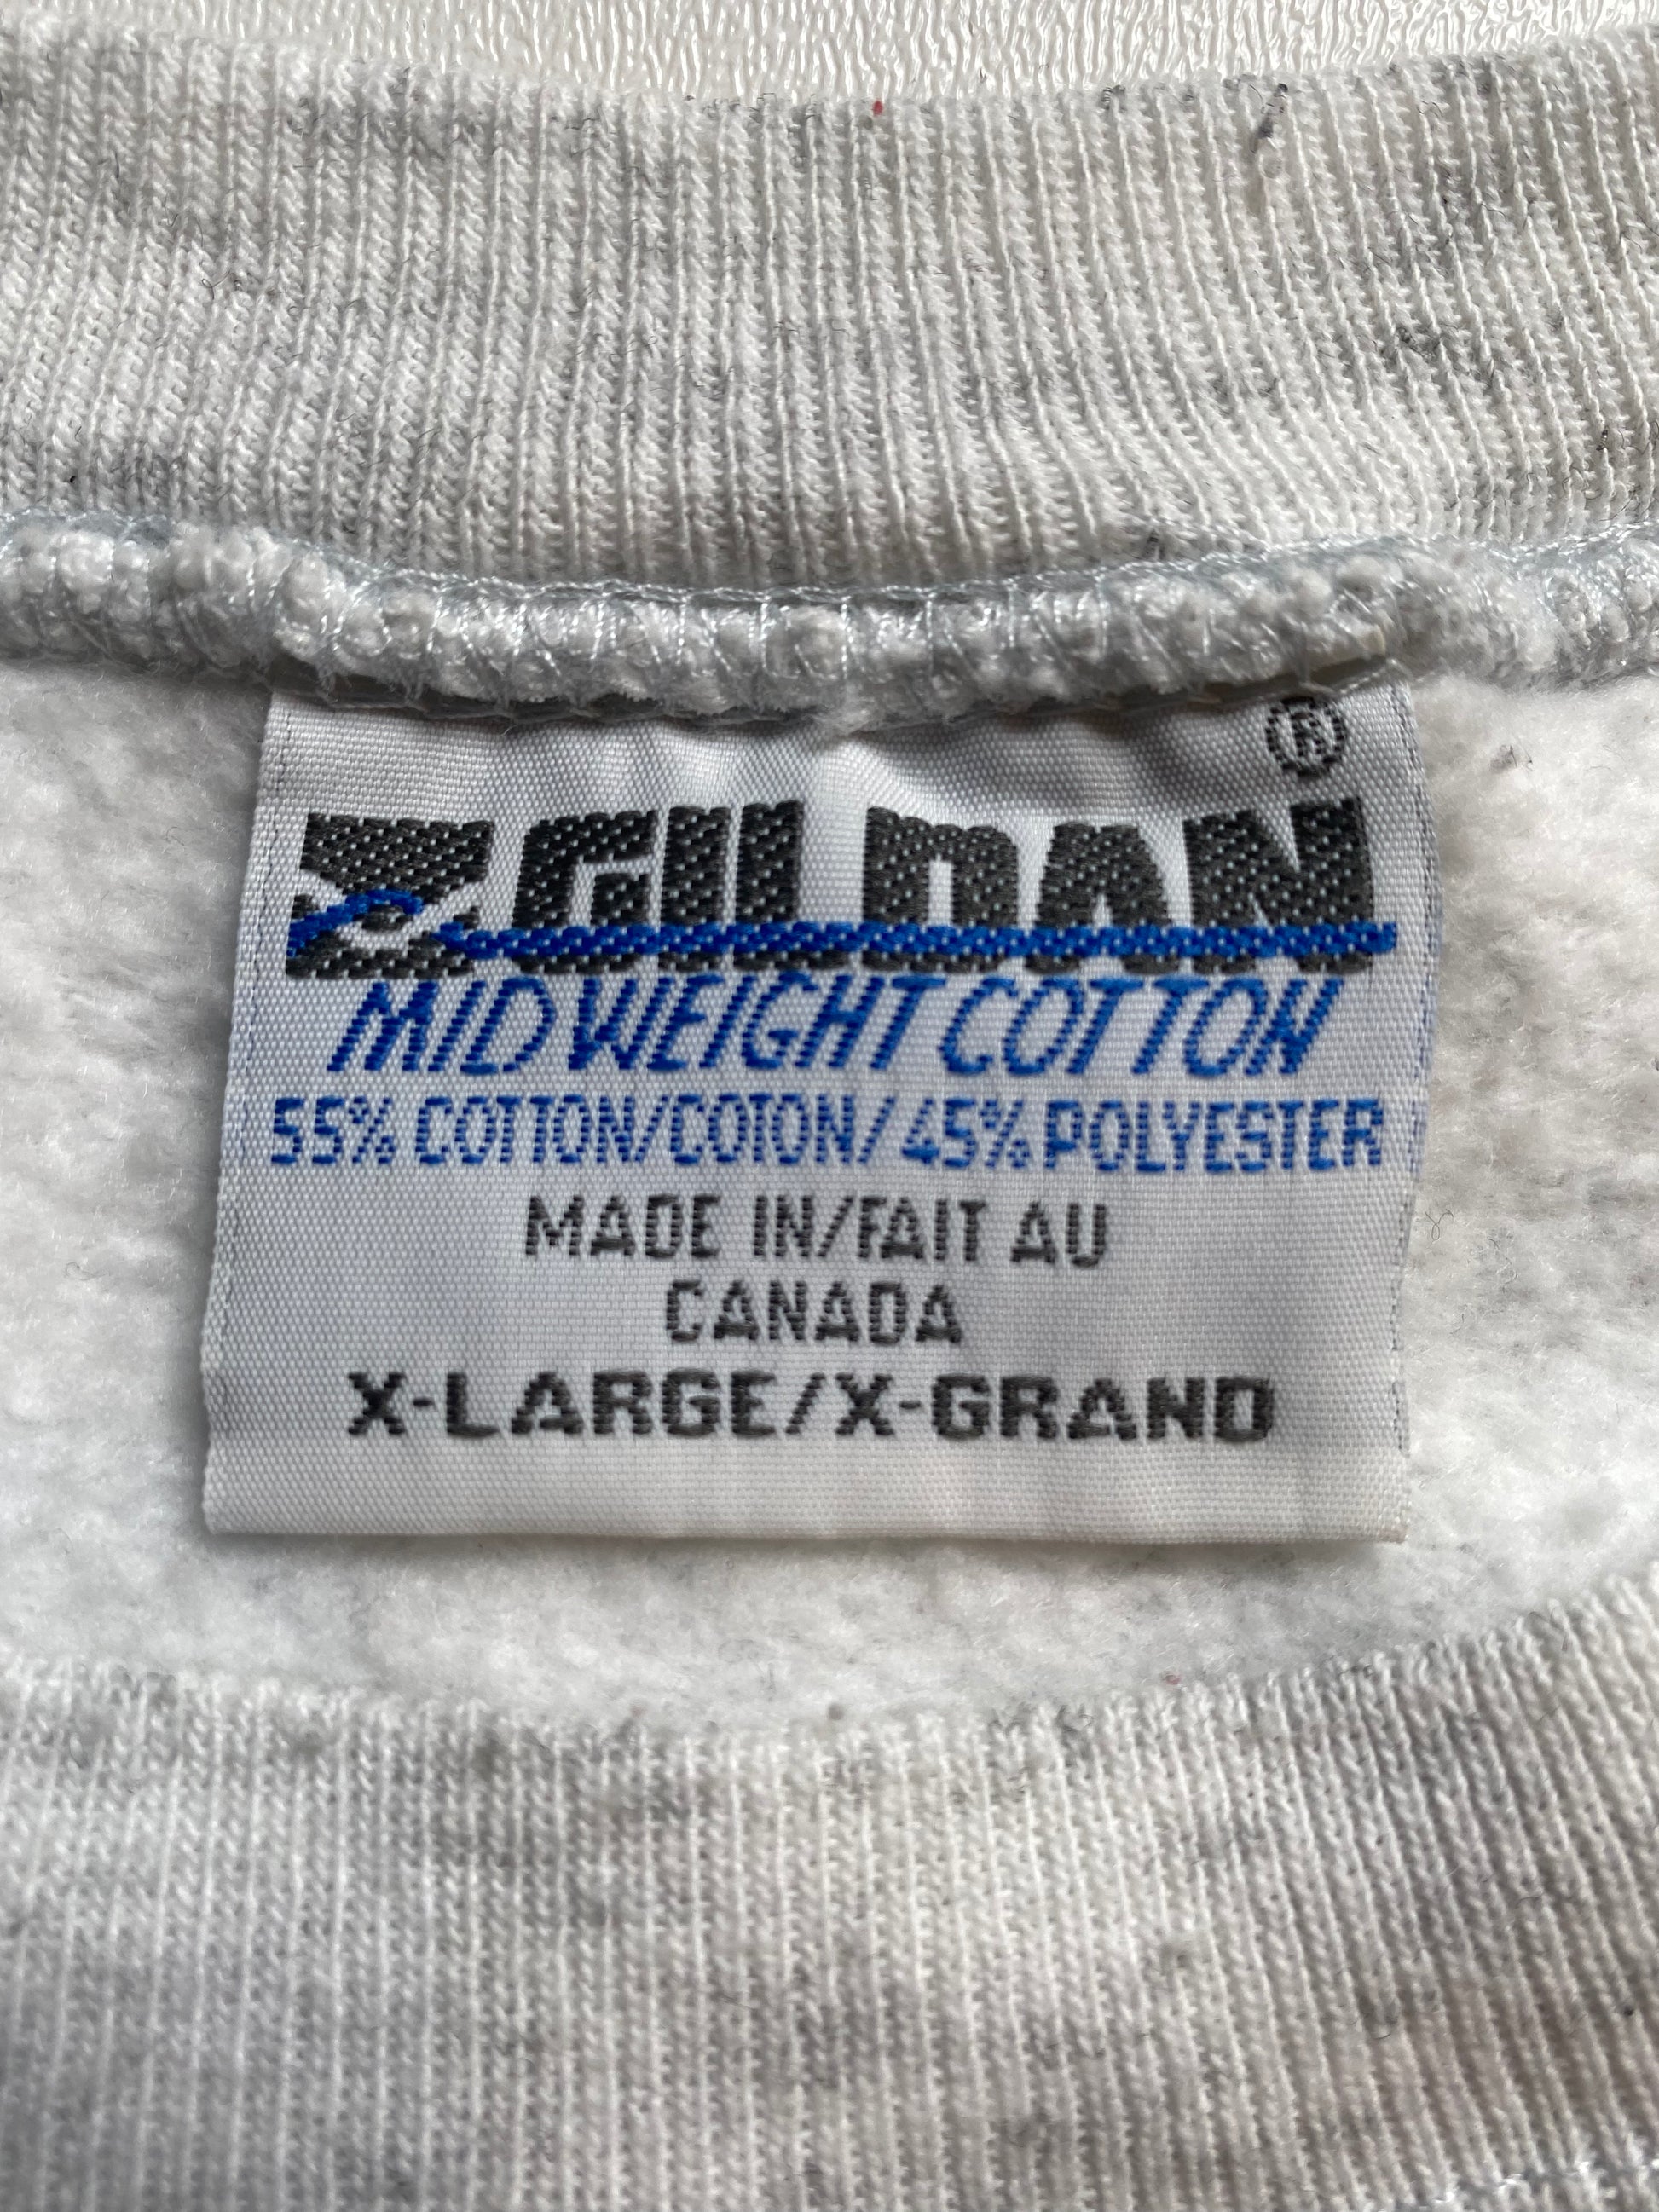 ®
GILDAN
MIDWEIGHT COTTON
55% COTTON/COTON/45% POLYESTER
MADE IN/FAIT AU
CANADA
X-LARGE/X-GRAND